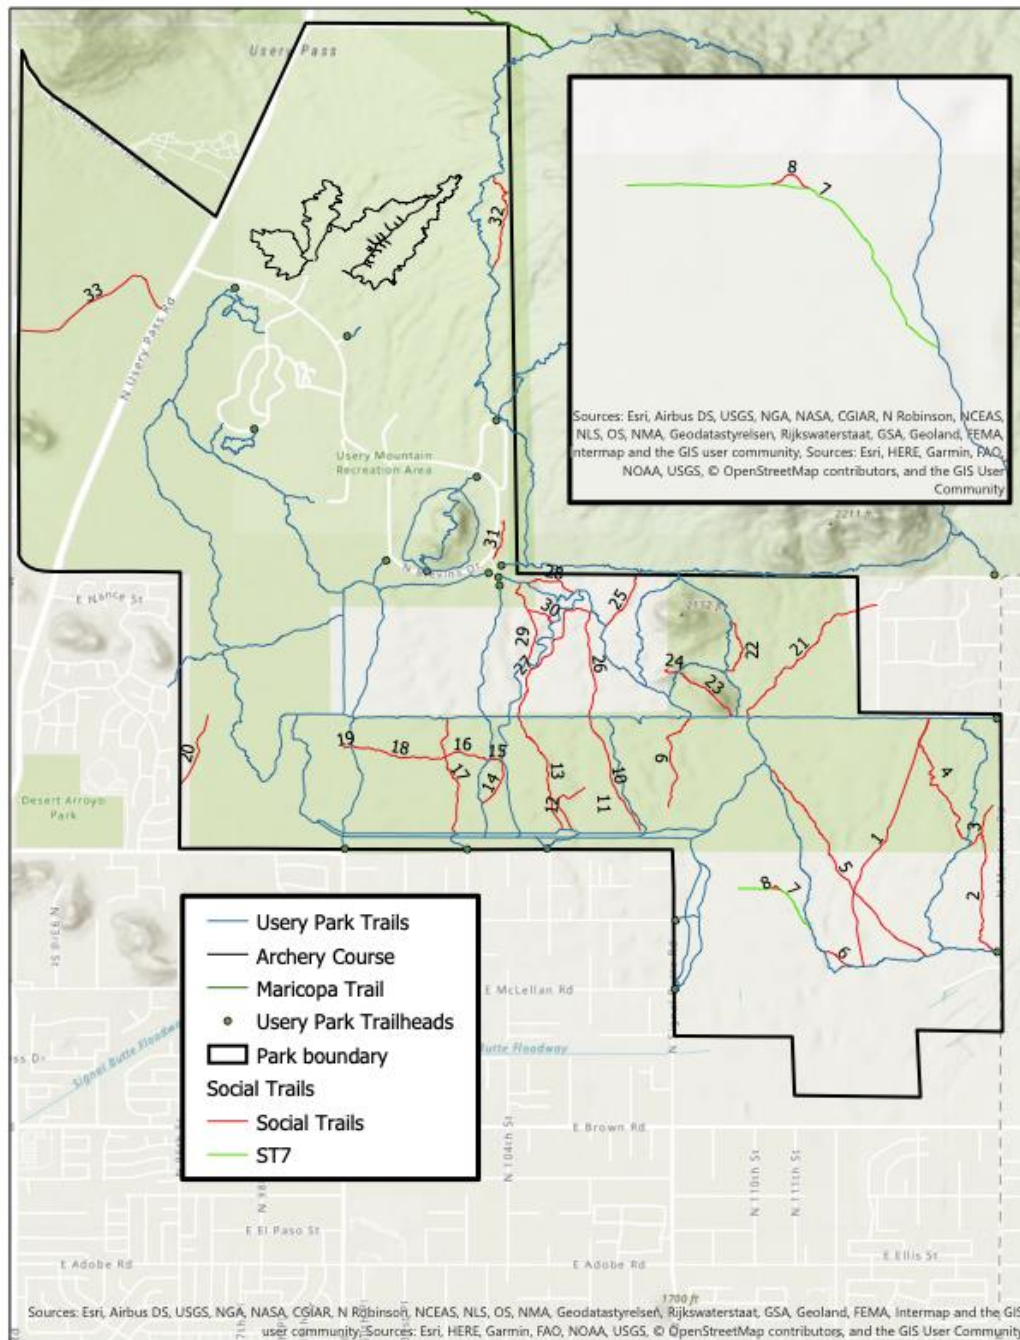 Usery Pass
8
7
32
33
N Usery Pass Rd
Sources: Esri, Airbus DS, USGS, NGA, NASA, CGIAR, N Robinson, NCEAS,
NLS, OS, NMA, Geodatastyrelsen, Rijkswaterstaat, GSA, Geoland, FEMA,
Intermap and the GIS user community, Sources: Esri, HERE, Garmin, FAO,
NOAA, USGS, © OpenStreetMap contributors, and the GIS User
Community
Usery Mountain
Recreation Area
2211 ft
31
N Blevins Dr
28
E Nance St
30
25
2132 ft
29
22
21
27
26
24
23
19
18
16
15
20
17
14
13
12
10
11
9
4
3
1
5
2
Desert Arroyo
Park
8
7
6
N 93rd St
Usery Park Trails
Archery Course
Maricopa Trail
Usery Park Trailheads
Park boundary
Social Trails
Social Trails
ST7
E McLellan Rd
Signal Butte Floodway
Butte Floodway
E Brown Rd
N 104th St
N 110th St
N 111th St
E El Paso St
E Adobe Rd
E Adobe Rd
E Ellis St
1700 ft
Sources: Esri, Airbus DS, USGS, NGA, NASA, CGIAR, N Robinson, NCEAS, NLS, OS, NMA, Geodatastyrelsen, Rijkswaterstaat, GSA, Geoland, FEMA, Intermap and the GIS
user community, Sources: Esri, HERE, Garmin, FAO, NOAA, USGS, © OpenStreetMap contributors, and the GIS User Community